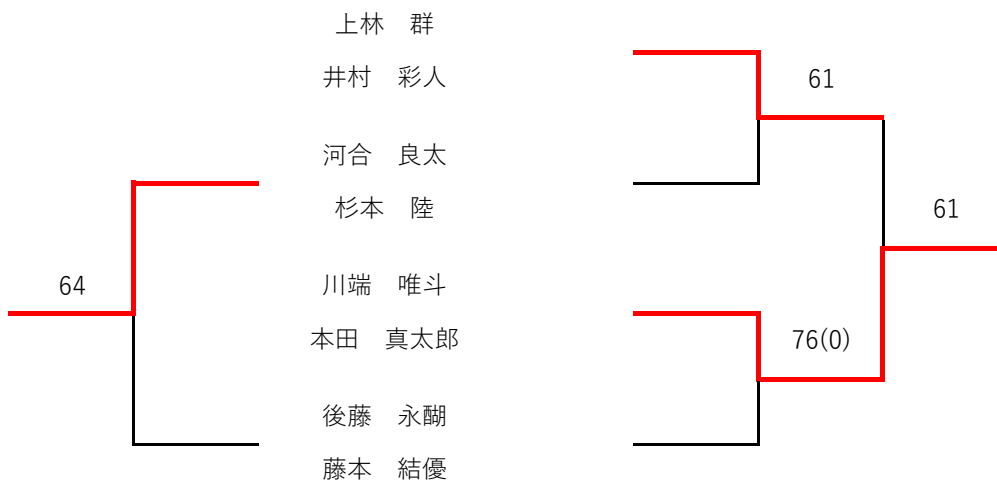 上林　群
井村　彩人
61
河合　良太
杉本　陸
61
川端　唯斗
64
本田　真太郎
76(0)
後藤　永醐
藤本　結優